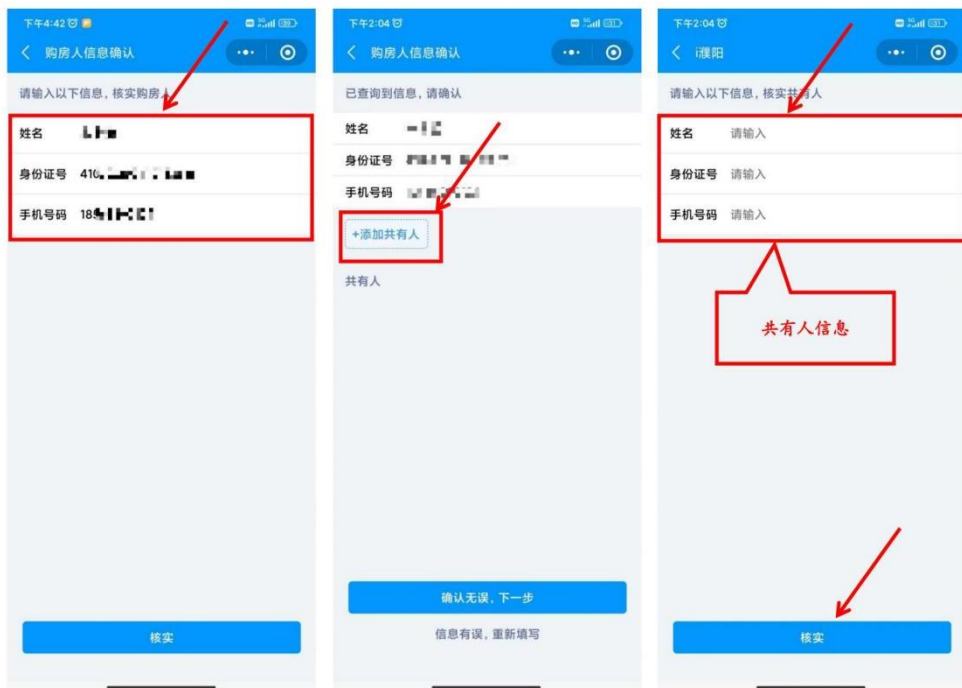 下午4:42
购房人信息确认
请输入以下信息，核实购房人
姓名
身份证号 410
手机号码 188
核实
下午2:04
购房人信息确认
已查询到信息，请确认
姓名
身份证号
手机号码
+添加共有人
共有人
确认无误，下一步
信息有误，重新填写
下午2:04
i濮阳
请输入以下信息，核实共有人
姓名 请输入
身份证号 请输入
手机号码 请输入
共有人信息
核实